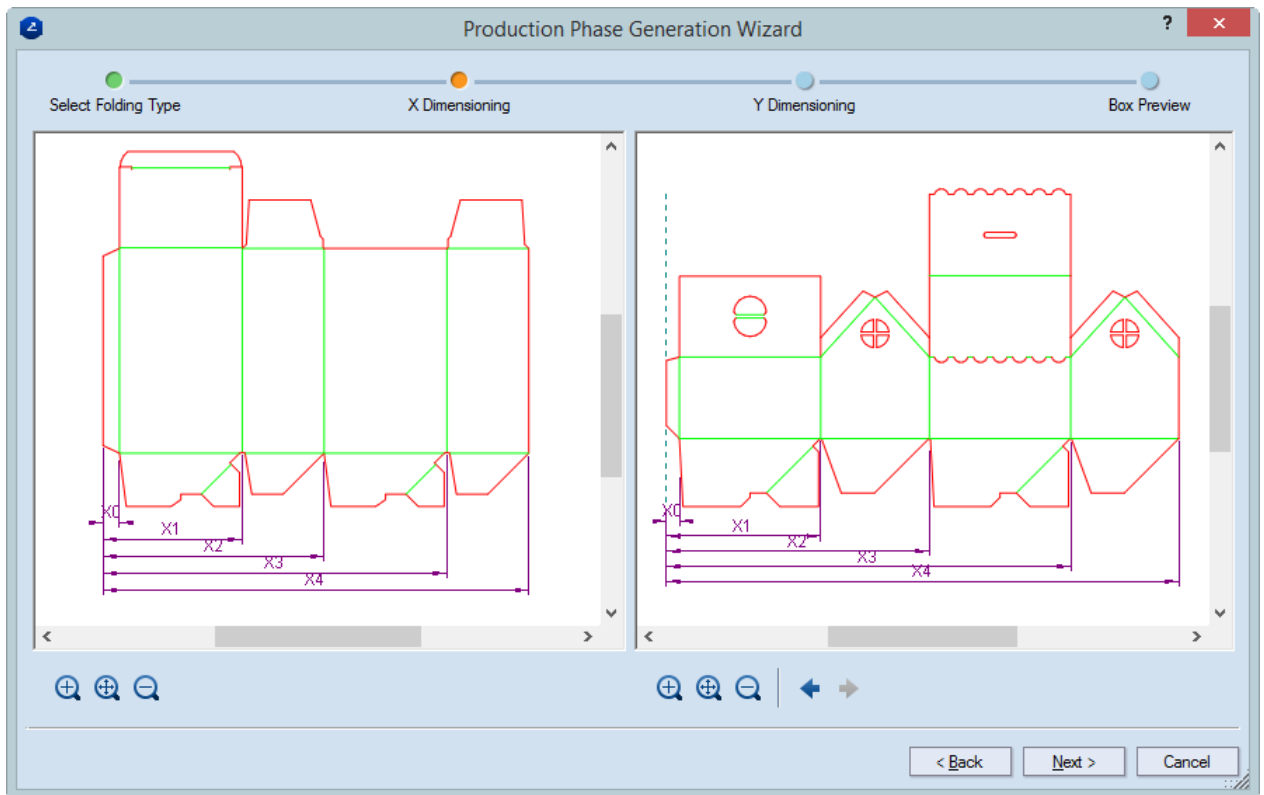 Production Phase Generation Wizard
?
Select Folding Type
X Dimensioning
Y Dimensioning
Box Preview
X0
X1
X2
X3
X4
X0
X1
X2
X3
X4
< Back
Next >
Cancel